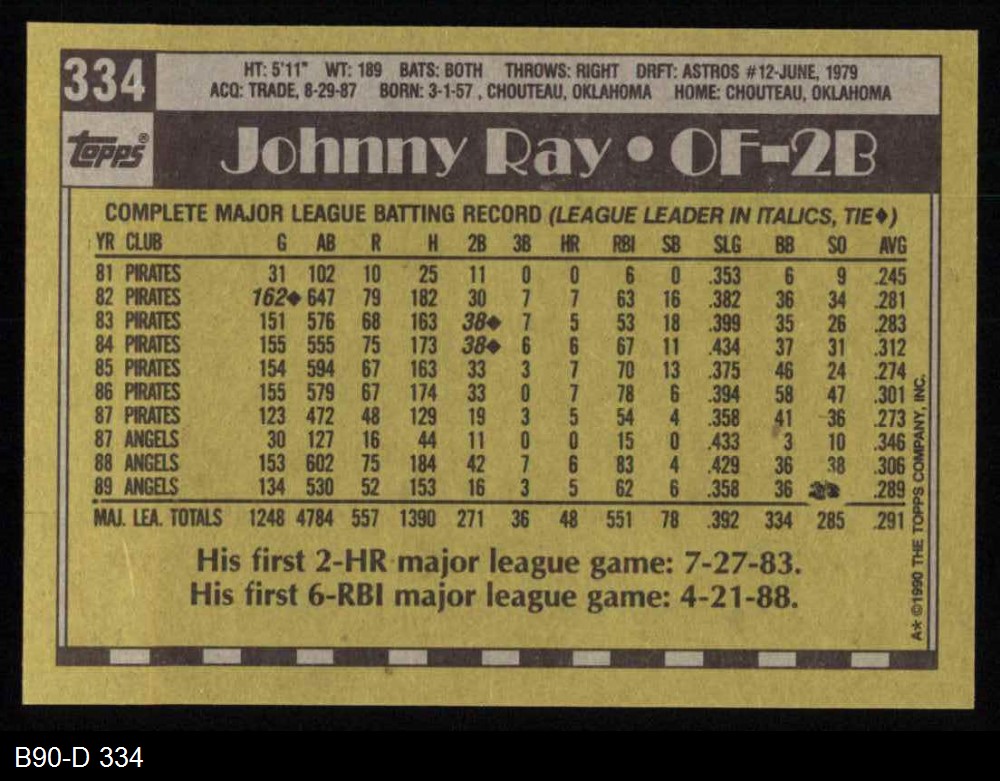 334
HT: 5'11" WT: 189 BATS: BOTH THROWS: RIGHT DRFT: ASTROS #12-JUNE, 1979
ACQ: TRADE, 8-29-87 BORN: 3-1-57, CHOUTEAU, OKLAHOMA HOME: CHOUTEAU, OKLAHOMA
Topps® Johnny Ray • OF-2B
COMPLETE MAJOR LEAGUE BATTING RECORD (LEAGUE LEADER IN ITALICS, TIE♦)
YR CLUB G AB R H 2B 3B HR RBI SB SLG BB SO AVG
81 PIRATES 31 102 10 25 11 0 0 6 0 .353 6 9 .245
82 PIRATES 162♦ 647 79 182 30 7 7 63 16 .382 36 34 .281
83 PIRATES 151 576 68 163 38♦ 7 5 53 18 .399 35 26 .283
84 PIRATES 155 555 75 173 38♦ 6 6 67 11 .434 37 31 .312
85 PIRATES 154 594 67 163 33 3 7 70 13 .375 46 24 .274
86 PIRATES 155 579 67 174 33 0 7 78 6 .394 58 47 .301
87 PIRATES 123 472 48 129 19 3 5 54 4 .358 41 36 .273
87 ANGELS 30 127 16 44 11 0 0 15 0 .433 3 10 .346
88 ANGELS 153 602 75 184 42 7 6 83 4 .429 36 38 .306
89 ANGELS 134 530 52 153 16 3 5 62 6 .358 36 .289
MAJ. LEA. TOTALS 1248 4784 557 1390 271 36 48 551 78 .392 334 285 .291
His first 2-HR major league game: 7-27-83.
His first 6-RBI major league game: 4-21-88.
A* ©1990 THE TOPPS COMPANY, INC.
B90-D 334